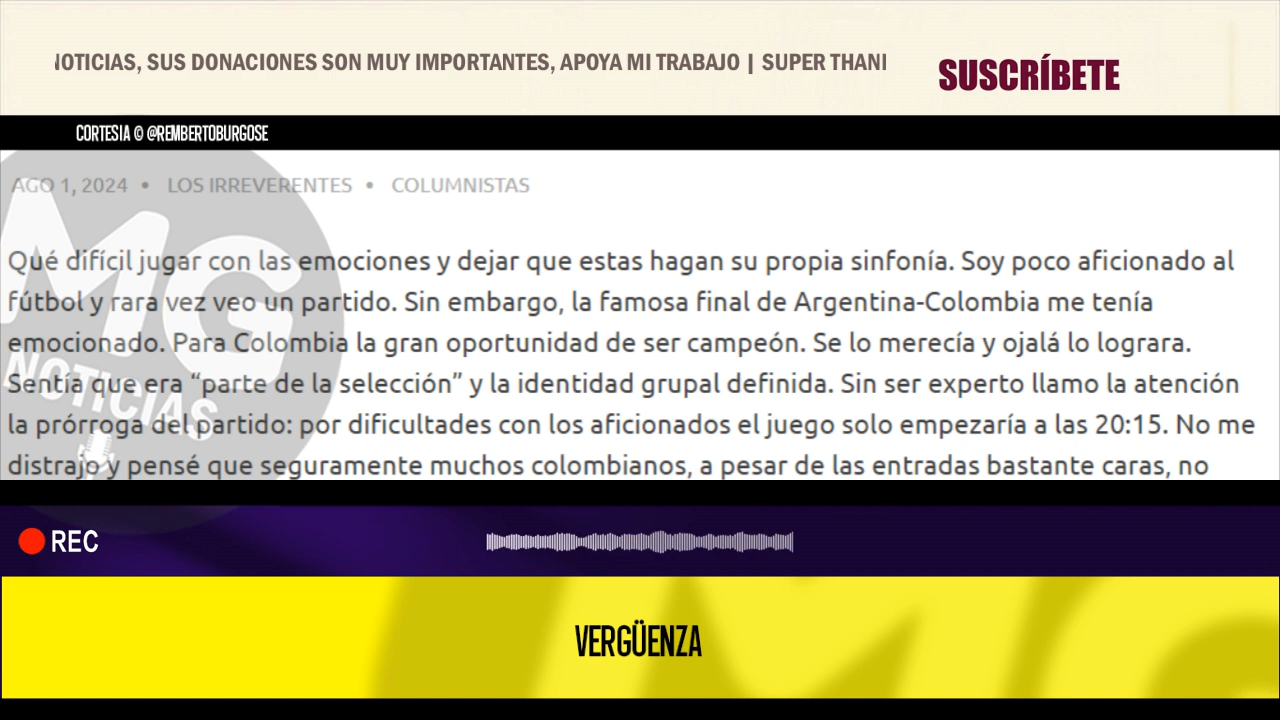 NOTICIAS, SUS DONACIONES SON MUY IMPORTANTES, APOYA MI TRABAJO | SUPER THAN
SUSCRÍBETE
CORTESIA © @REMBERTOBURGOSE
AGO 1, 2024 • LOS IRREVERENTES • COLUMNISTAS
Qué difícil jugar con las emociones y dejar que estas hagan su propia sinfonía. Soy poco aficionado al
fútbol y rara vez veo un partido. Sin embargo, la famosa final de Argentina-Colombia me tenía
emocionado. Para Colombia la gran oportunidad de ser campeón. Se lo merecía y ojalá lo lograra.
Sentía que era “parte de la selección” y la identidad grupal definida. Sin ser experto llamo la atención
la prórroga del partido: por dificultades con los aficionados el juego solo empezaría a las 20:15. No me
distrajo y pensé que seguramente muchos colombianos, a pesar de las entradas bastante caras, no
MG
NOTICIAS
REC
VERGÜENZA